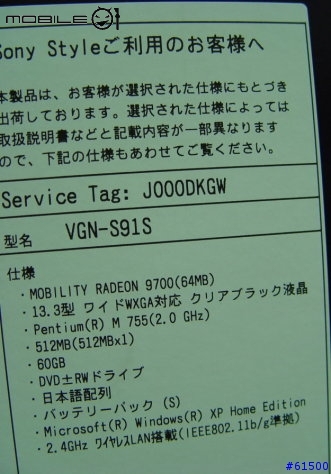 MOBILE01
Sony Styleご利用のお客様へ
本製品は、お客様が選択された仕様にもとづき
出荷しております。選択された仕様によっては
取扱説明書などと記載内容が一部異なります
ので、下記の仕様もあわせてご覧ください。
Service Tag: J000DKGW
型名 VGN-S91S
仕様
・MOBILITY RADEON 9700(64MB)
・13.3型 ワイドWXGA対応 クリアブラック液晶
・Pentium(R) M 755(2.0 GHz)
・512MB(512MBx1)
・60GB
・DVD±RWドライブ
・日本語配列
・バッテリーパック (S)
・Microsoft(R) Windows(R) XP Home Edition
・2.4GHz ワイヤレスLAN搭載(IEEE802.11b/g準拠)
#61500